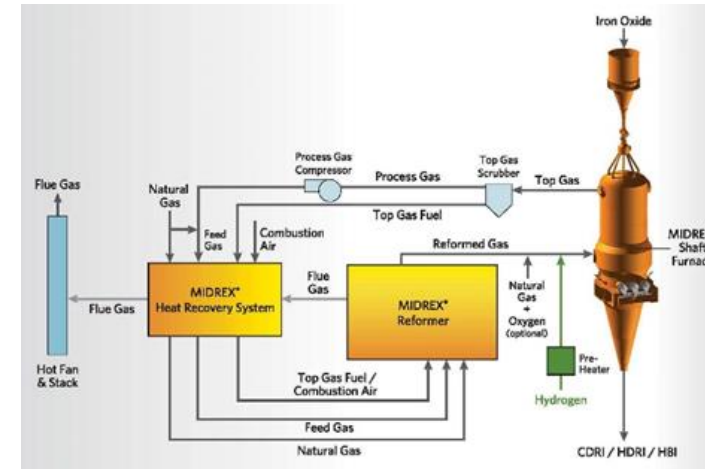 Iron Oxide
Process Gas
Compressor
Process Gas
Top Gas
Scrubber
Top Gas
Flue Gas
Natural
Gas
Feed
Gas
Top Gas Fuel
Combustion
Air
Reformed Gas
MIDRE
Shaft
Furnac
MIDREX*
Heat Recovery System
Flue
Gas
MIDREX*
Reformer
Natural
Gas
+
Oxygen
(optional)
Flue Gas
Pre-
Heater
Hot Fan
& Stack
Top Gas Fuel /
Combustion Air
Hydrogen
Feed Gas
Natural Gas
CDRI / HDRI / HBI